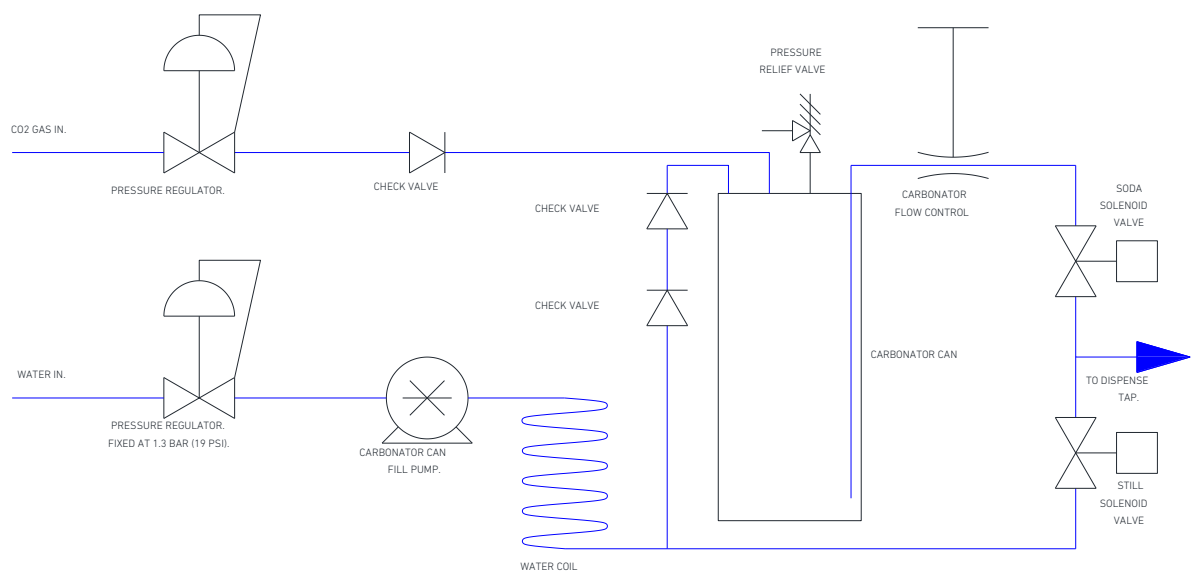 PRESSURE
RELIEF VALVE
CO2 GAS IN.
PRESSURE REGULATOR.
CHECK VALVE
CARBONATOR
FLOW CONTROL
SODA
SOLENOID
VALVE
CHECK VALVE
CHECK VALVE
CARBONATOR CAN
WATER IN.
TO DISPENSE
TAP.
PRESSURE REGULATOR.
FIXED AT 1.3 BAR (19 PSI).
CARBONATOR CAN
FILL PUMP.
STILL
SOLENOID
VALVE
WATER COIL